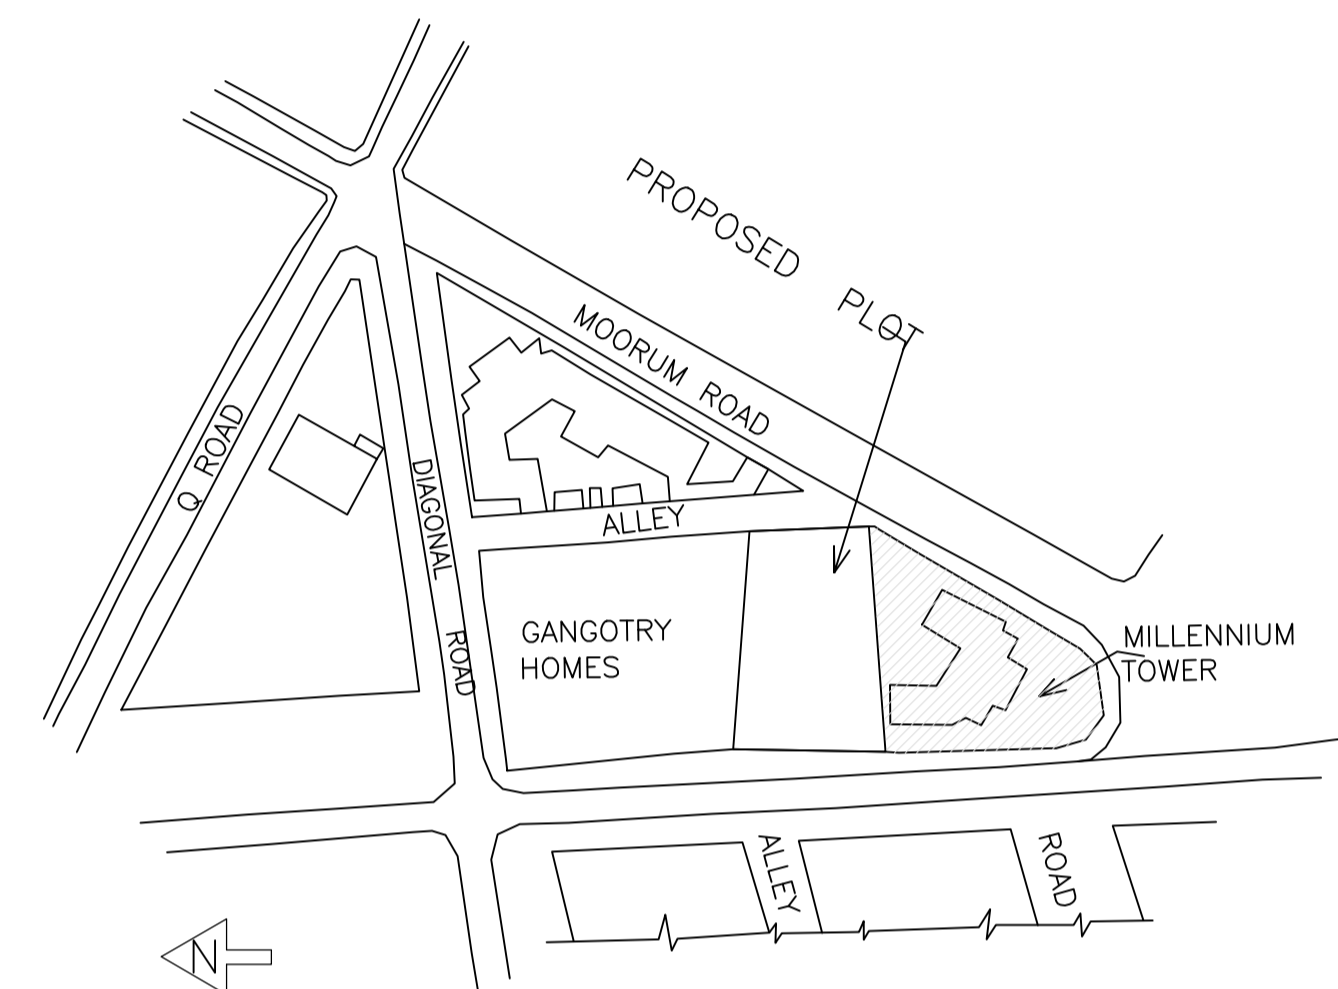 PROPOSED PLOT
MOORUM ROAD
Q ROAD
DIAGONAL ROAD
ALLEY
GANGOTRY
HOMES
MILLENNIUM
TOWER
ALLEY
ROAD
N